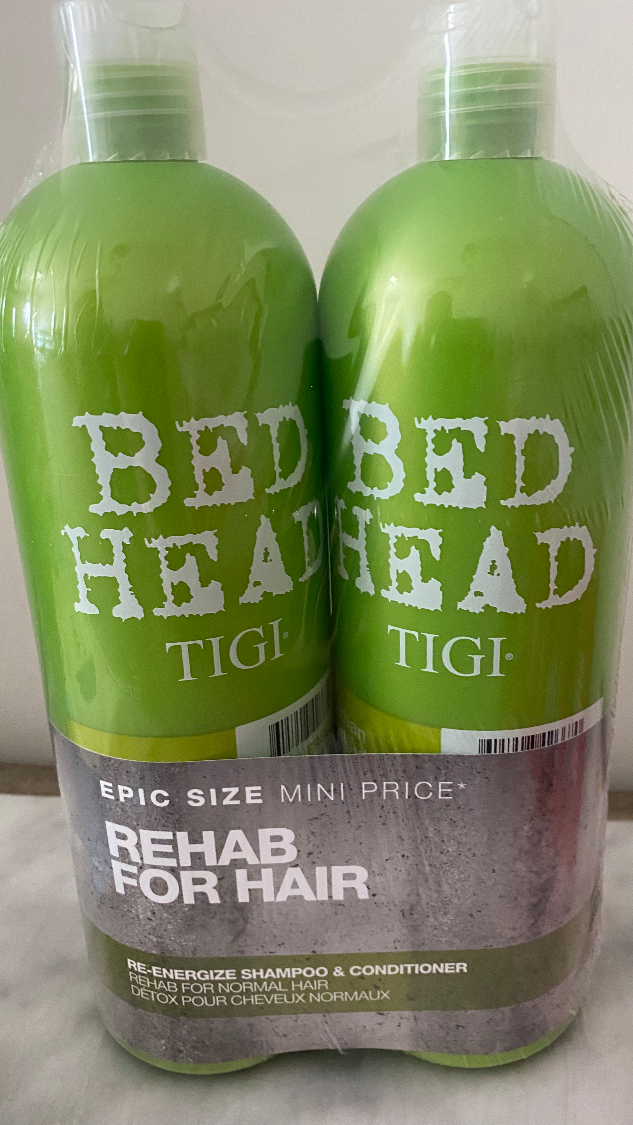 BED
HEAD
TIGI
BED
HEAD
TIGI®
EPIC SIZE MINI PRICE*
REHAB
FOR HAIR
RE-ENERGIZE SHAMPOO & CONDITIONER
REHAB FOR NORMAL HAIR
DÉTOX POUR CHEVEUX NORMAUX